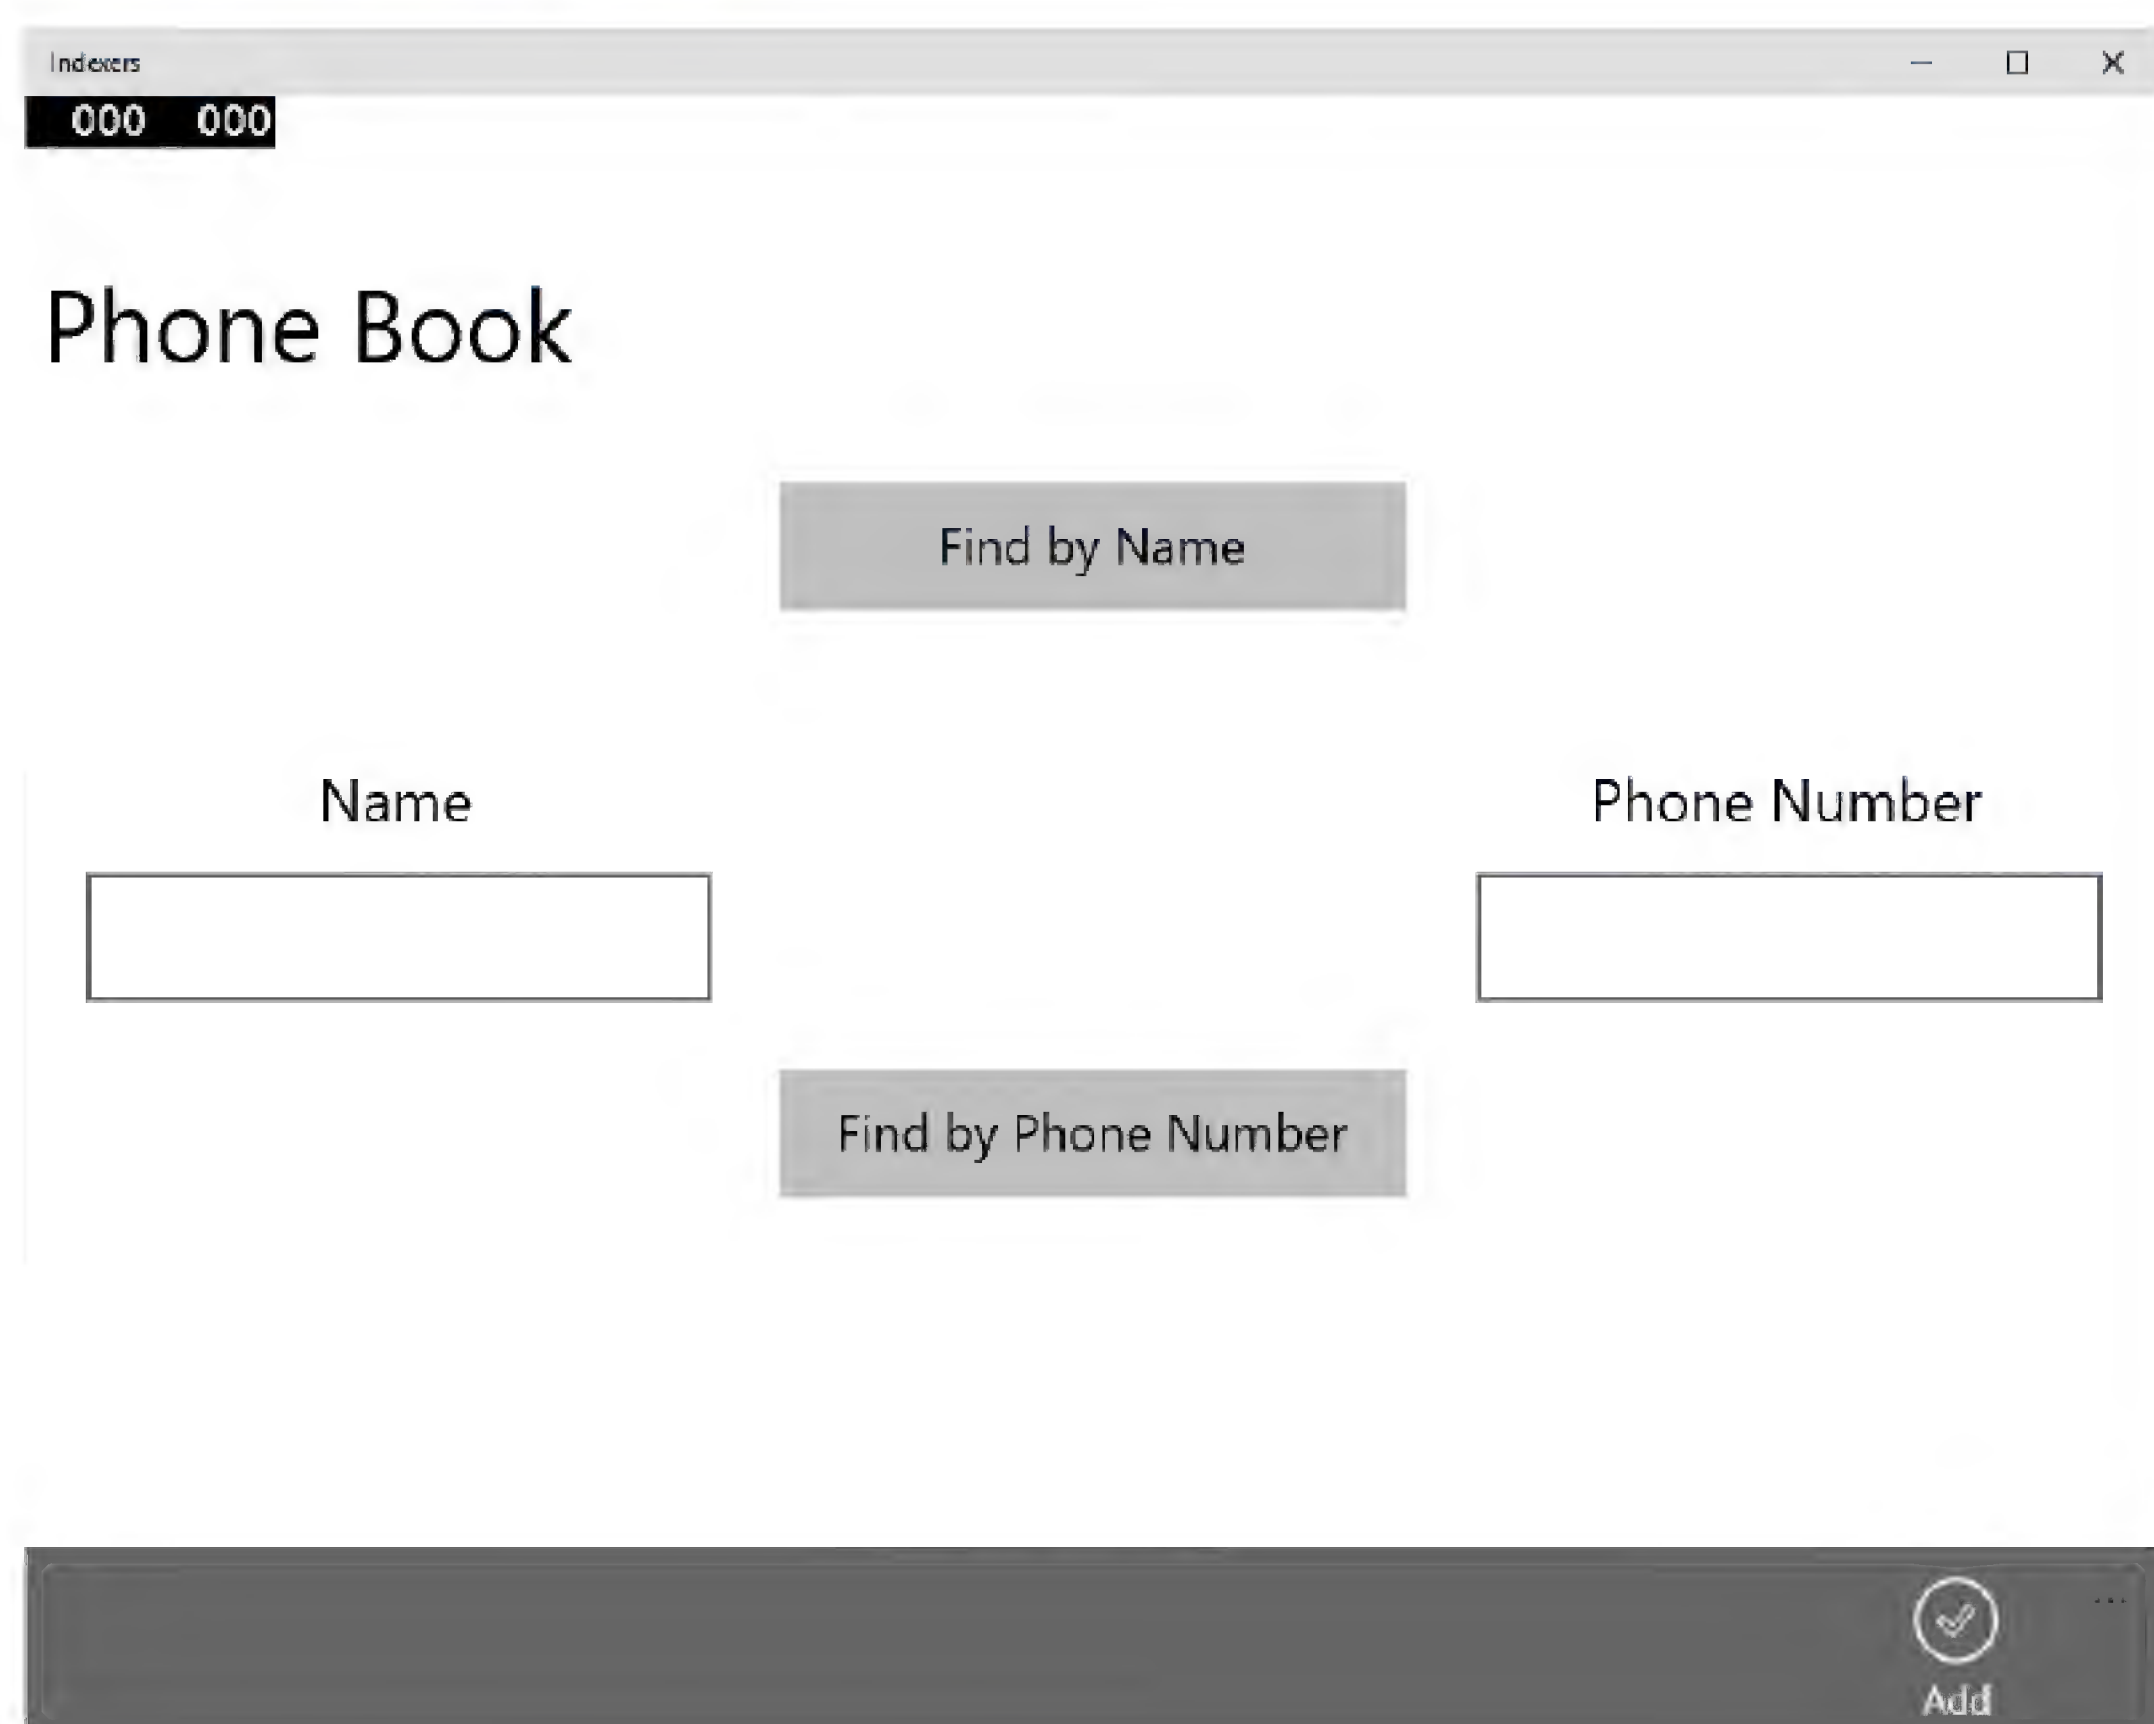 Indexers
000 000
Phone Book
Find by Name
Name
Phone Number
Find by Phone Number
...
Add